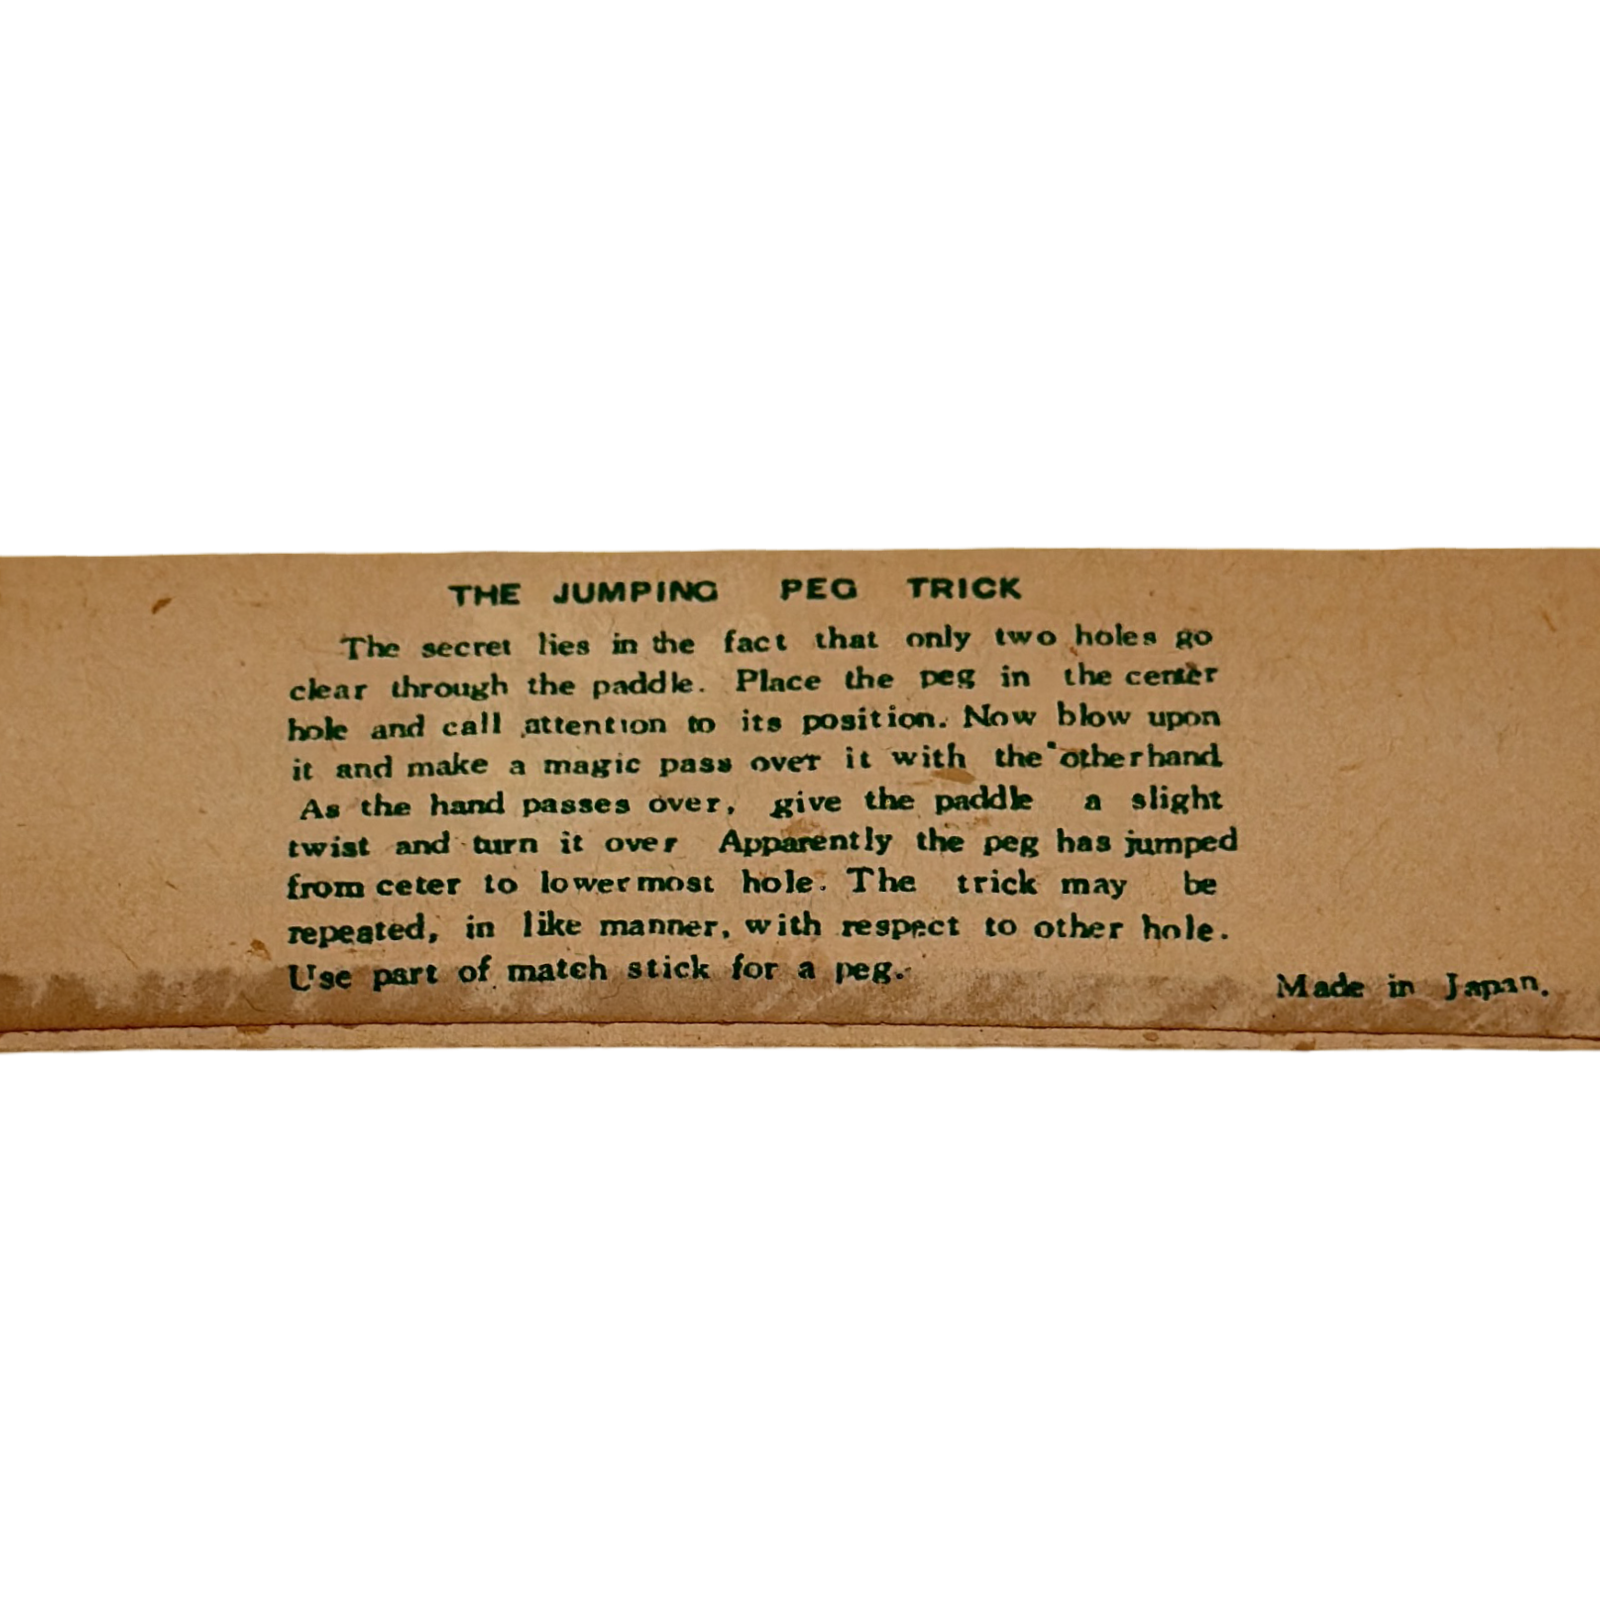 THE JUMPING PEG TRICK
The secret lies in the fact that only two holes go
clear through the paddle. Place the peg in the center
hole and call attention to its position. Now blow upon
it and make a magic pass over it with the other hand
As the hand passes over, give the paddle a slight
twist and turn it over Apparently the peg has jumped
from ceter to lowermost hole. The trick may be
repeated, in like manner, with respect to other hole.
Use part of match stick for a peg.
Made in Japan.